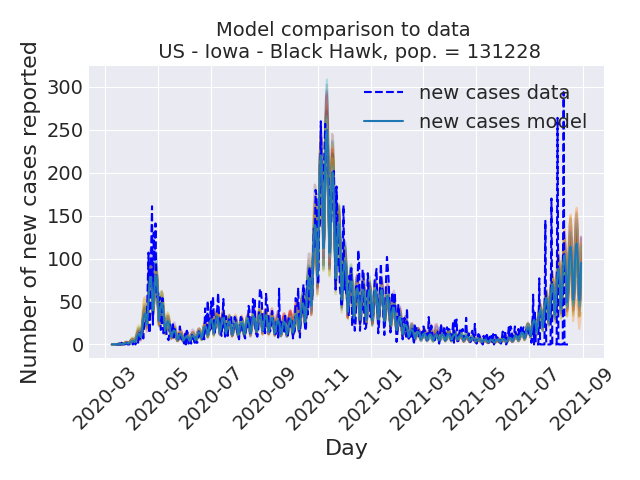 Model comparison to data
US - Iowa - Black Hawk, pop. = 131228
Number of new cases reported
300
250
200
150
100
50
0
new cases data
new cases model
2020-03
2020-05
2020-07
2020-09
2020-11
2021-01
2021-03
2021-05
2021-07
2021-09
Day